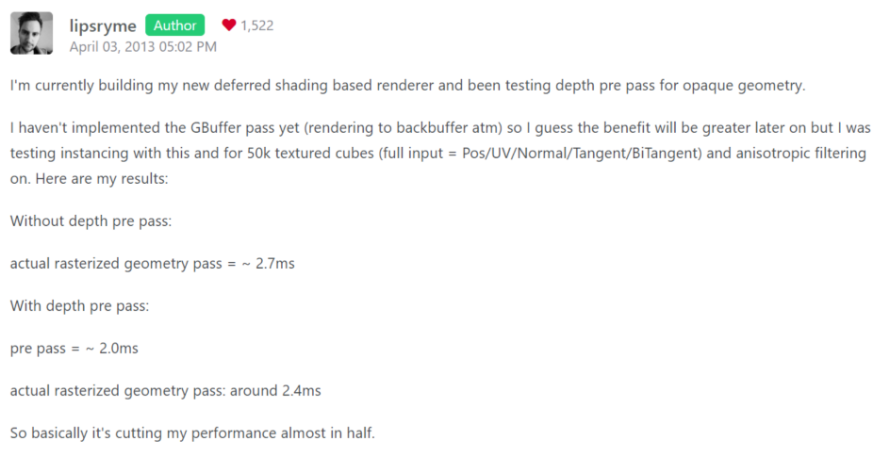 lipsryme Author 1,522
April 03, 2013 05:02 PM
I'm currently building my new deferred shading based renderer and been testing depth pre pass for opaque geometry.
I haven't implemented the GBuffer pass yet (rendering to backbuffer atm) so I guess the benefit will be greater later on but I was
testing instancing with this and for 50k textured cubes (full input = Pos/UV/Normal/Tangent/BiTangent) and anisotropic filtering
on. Here are my results:
Without depth pre pass:
actual rasterized geometry pass = ~ 2.7ms
With depth pre pass:
pre pass = ~ 2.0ms
actual rasterized geometry pass: around 2.4ms
So basically it's cutting my performance almost in half.